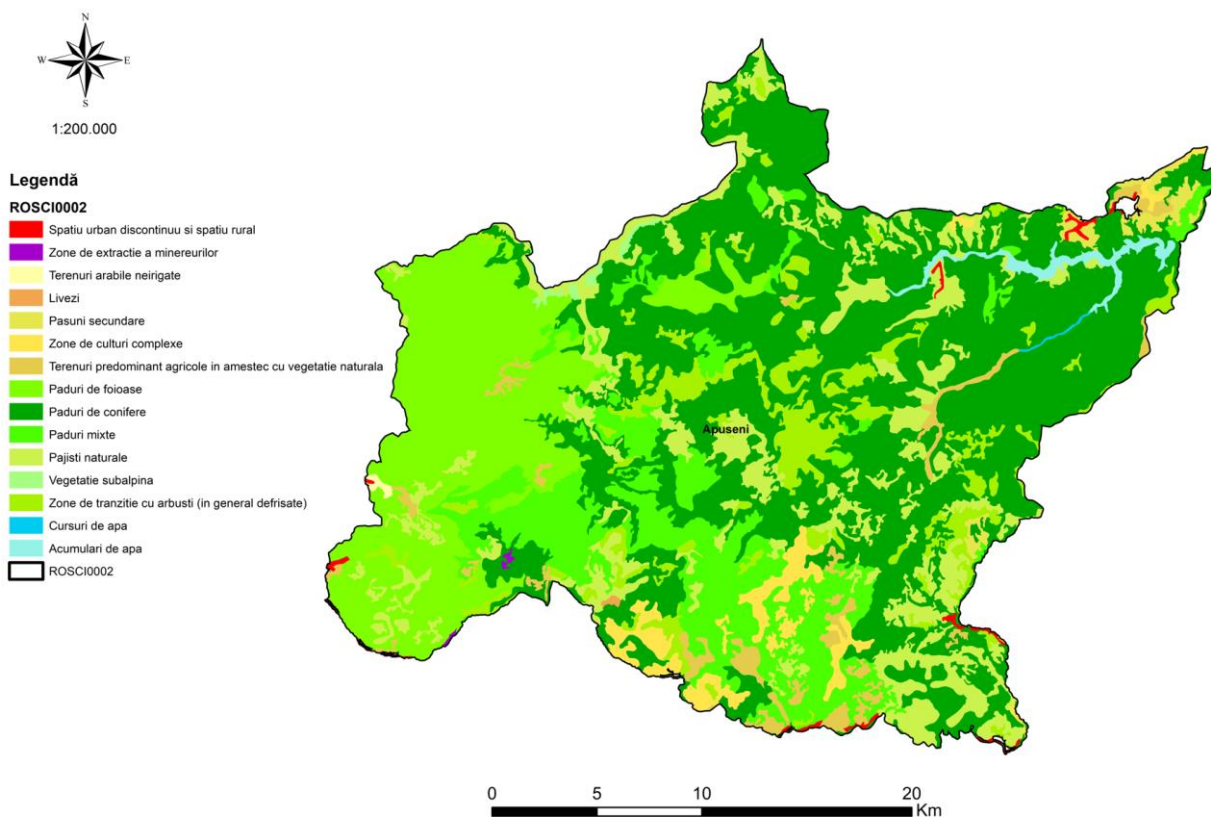 N
W
E
S
1:200.000
Legendă
ROSCI0002
Spatiu urban discontinuu si spatiu rural
Zone de extractie a minereurilor
Terenuri arabile neirigate
Livezi
Pasuni secundare
Zone de culturi complexe
Terenuri predominant agricole in amestec cu vegetatie naturala
Paduri de foioase
Paduri de conifere
Paduri mixte
Pajisti naturale
Vegetatie subalpina
Zone de tranzitie cu arbusti (in general defrisate)
Cursuri de apa
Acumulari de apa
ROSCI0002
Apuseni
0 5 10 20
Km